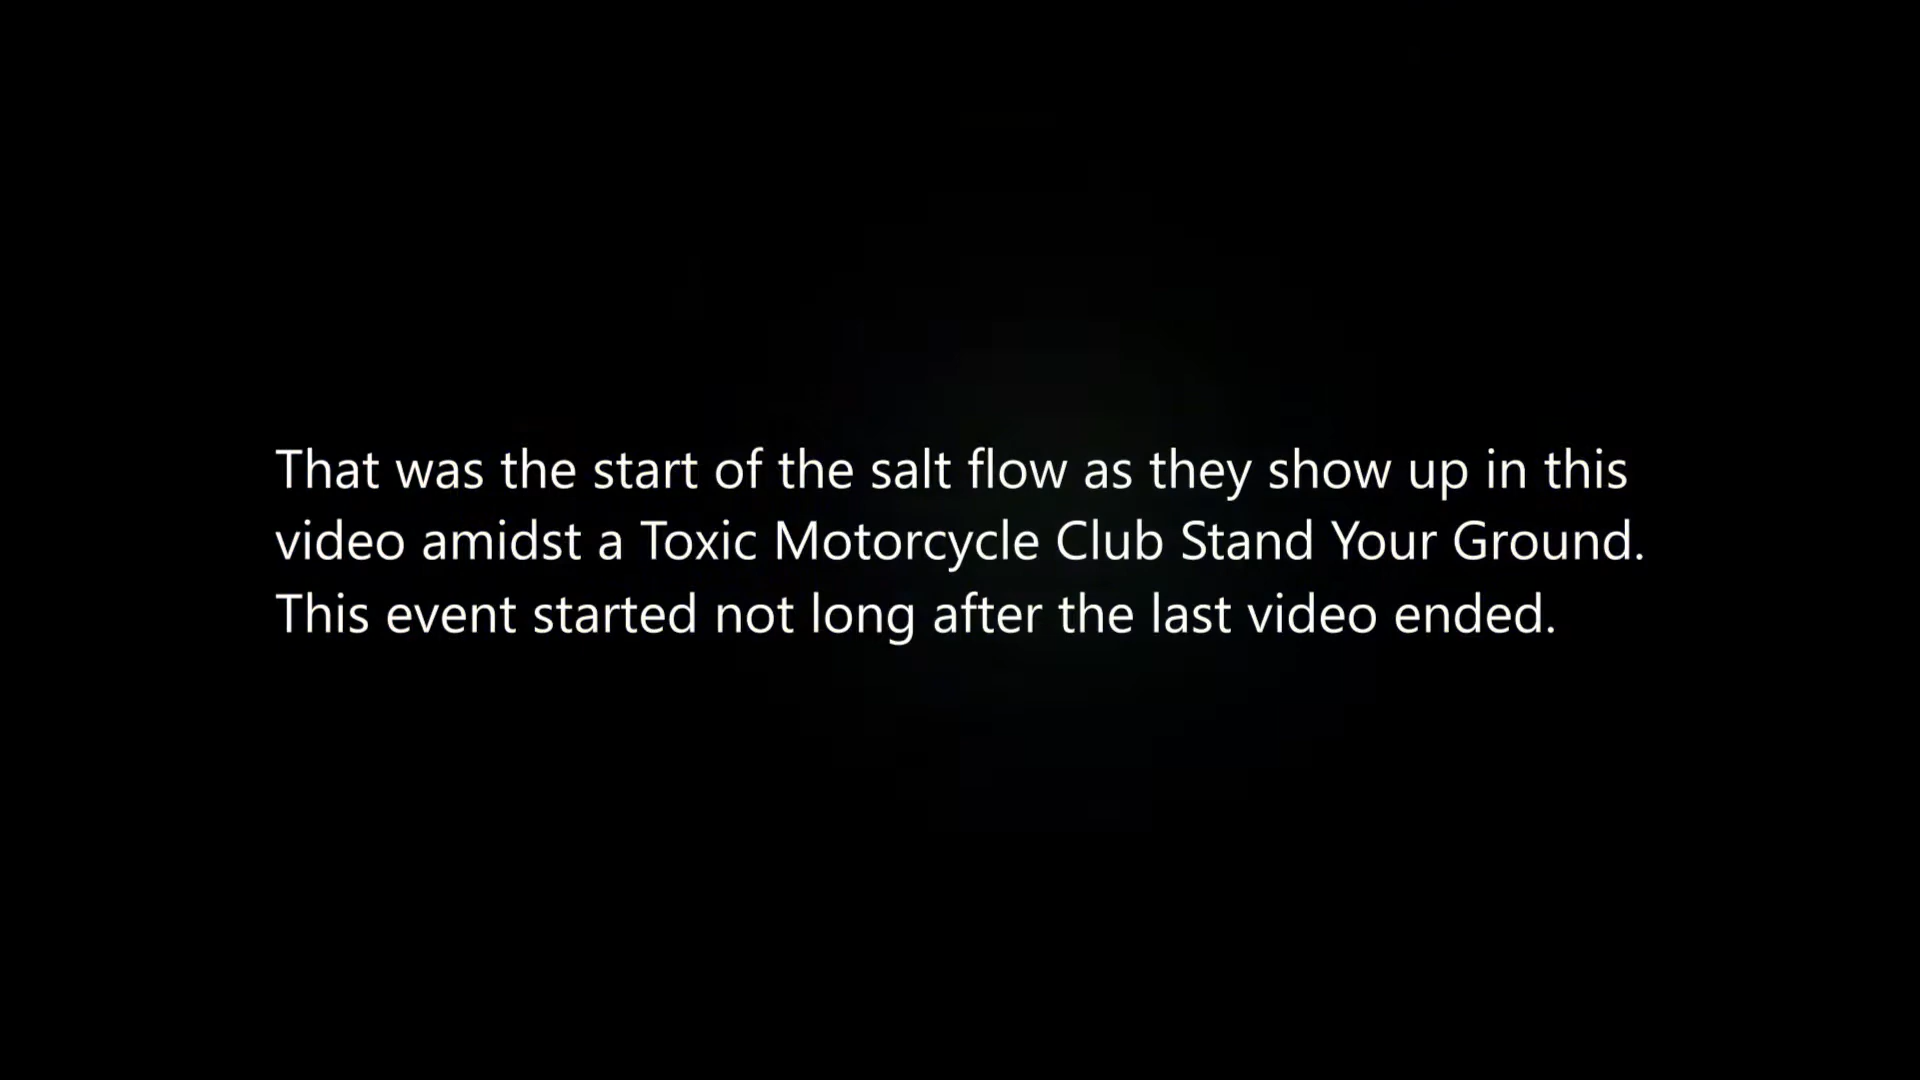 That was the start of the salt flow as they show up in this
video amidst a Toxic Motorcycle Club Stand Your Ground.
This event started not long after the last video ended.